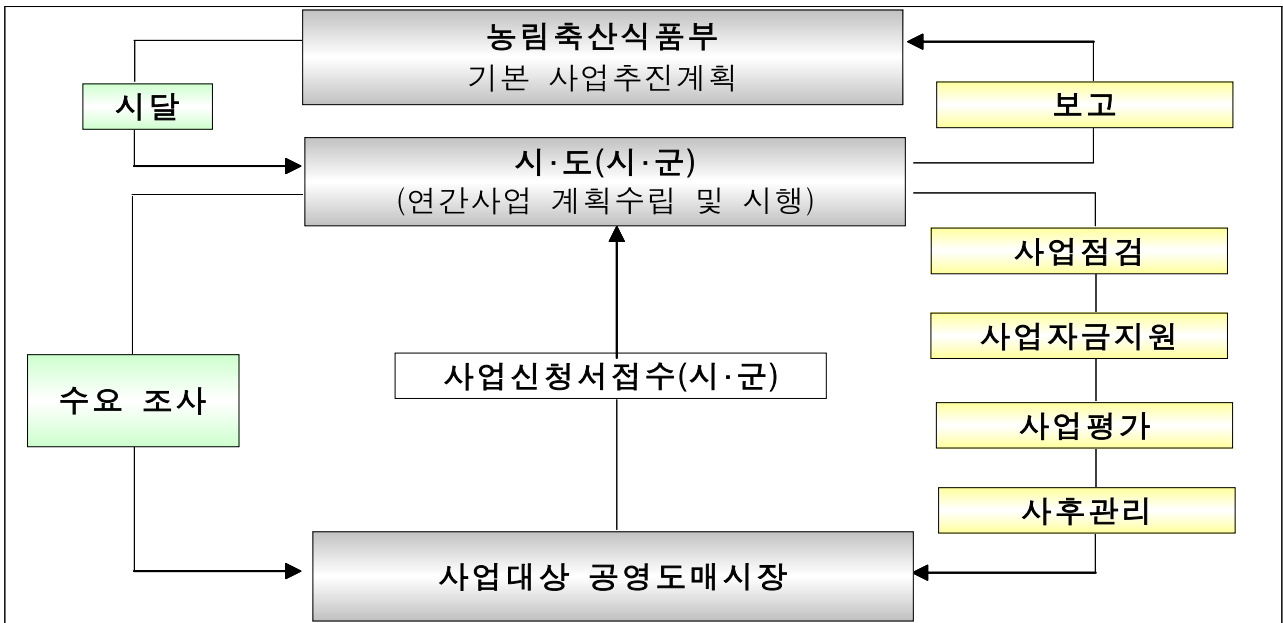 농림축산식품부
기본 사업추진계획
시달
보고
시·도(시·군)
(연간사업 계획수립 및 시행)
사업점검
사업자금지원
사업신청서접수(시·군)
수요 조사
사업평가
사후관리
사업대상 공영도매시장